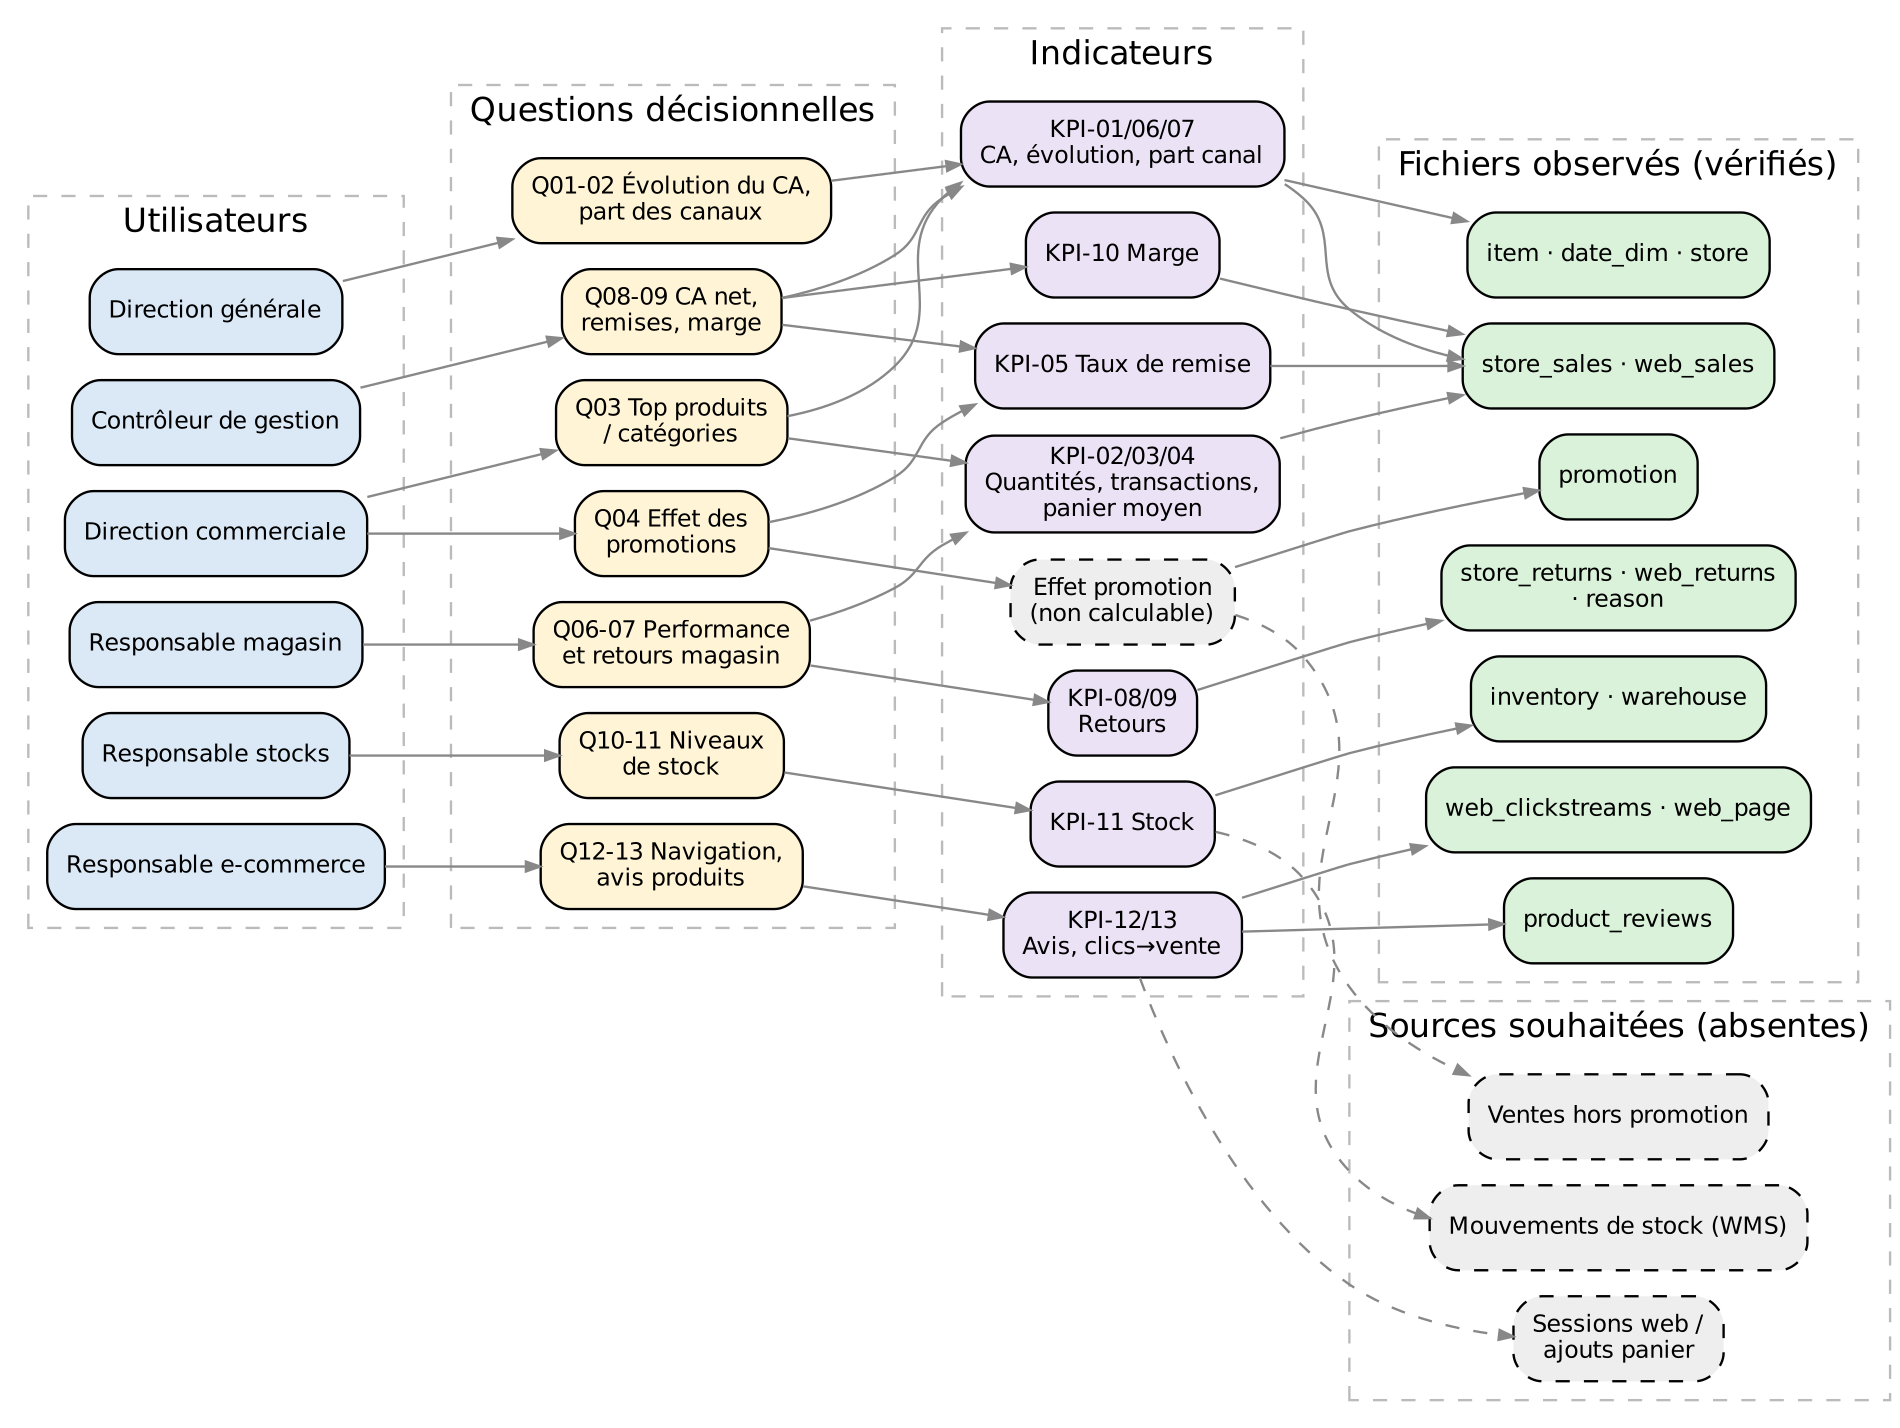 Utilisateurs
Direction générale
Contrôleur de gestion
Direction commerciale
Responsable magasin
Responsable stocks
Responsable e-commerce
Questions décisionnelles
Q01-02 Évolution du CA,
part des canaux
Q08-09 CA net,
remises, marge
Q03 Top produits
/ catégories
Q04 Effet des
promotions
Q06-07 Performance
et retours magasin
Q10-11 Niveaux
de stock
Q12-13 Navigation,
avis produits
Indicateurs
KPI-01/06/07
CA, évolution, part canal
KPI-10 Marge
KPI-05 Taux de remise
KPI-02/03/04
Quantités, transactions,
panier moyen
Effet promotion
(non calculable)
KPI-08/09
Retours
KPI-11 Stock
KPI-12/13
Avis, clics→vente
Fichiers observés (vérifiés)
item · date_dim · store
store_sales · web_sales
promotion
store_returns · web_returns
· reason
inventory · warehouse
web_clickstreams · web_page
product_reviews
Sources souhaitées (absentes)
Ventes hors promotion
Mouvements de stock (WMS)
Sessions web /
ajouts panier